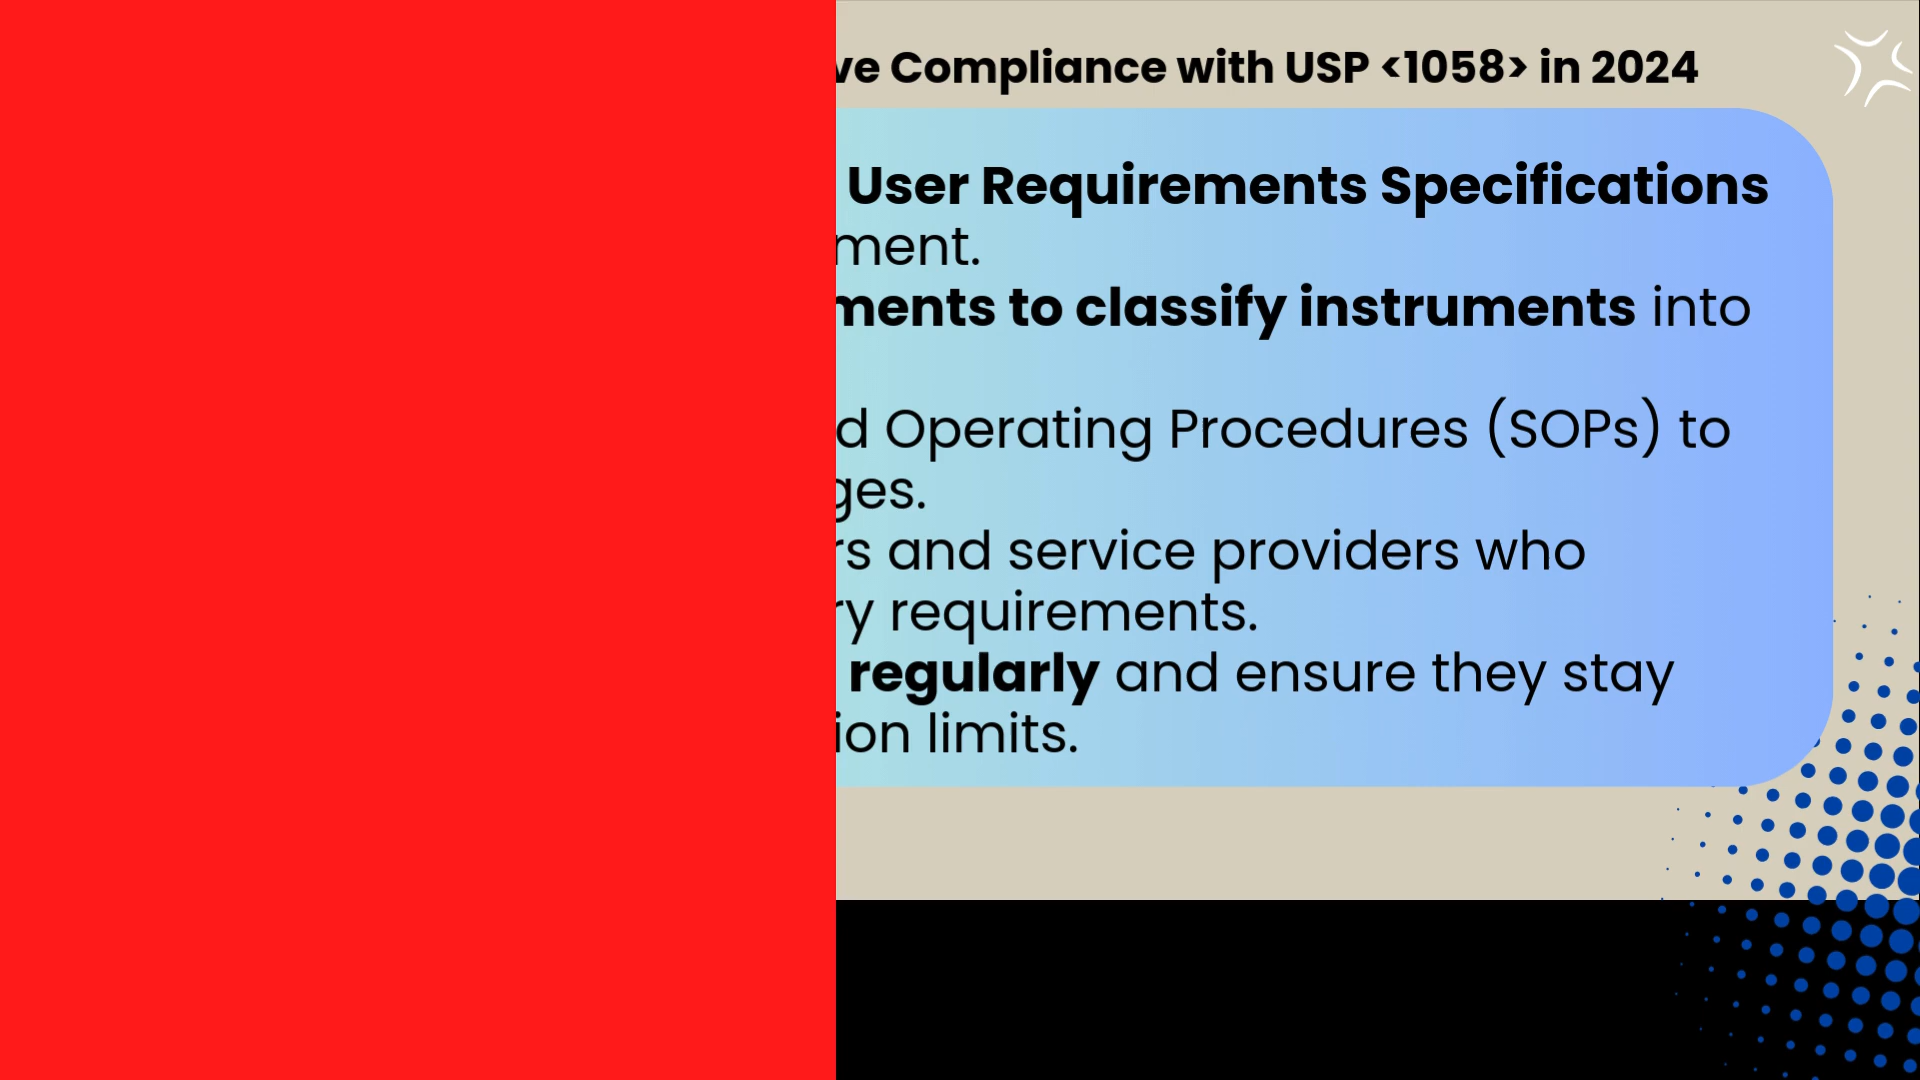 Compliance with USP <1058> in 2024
User Requirements Specifications
ment.
ments to classify instruments into
d Operating Procedures (SOPs) to
ges.
rs and service providers who
ry requirements.
regularly and ensure they stay
ion limits.